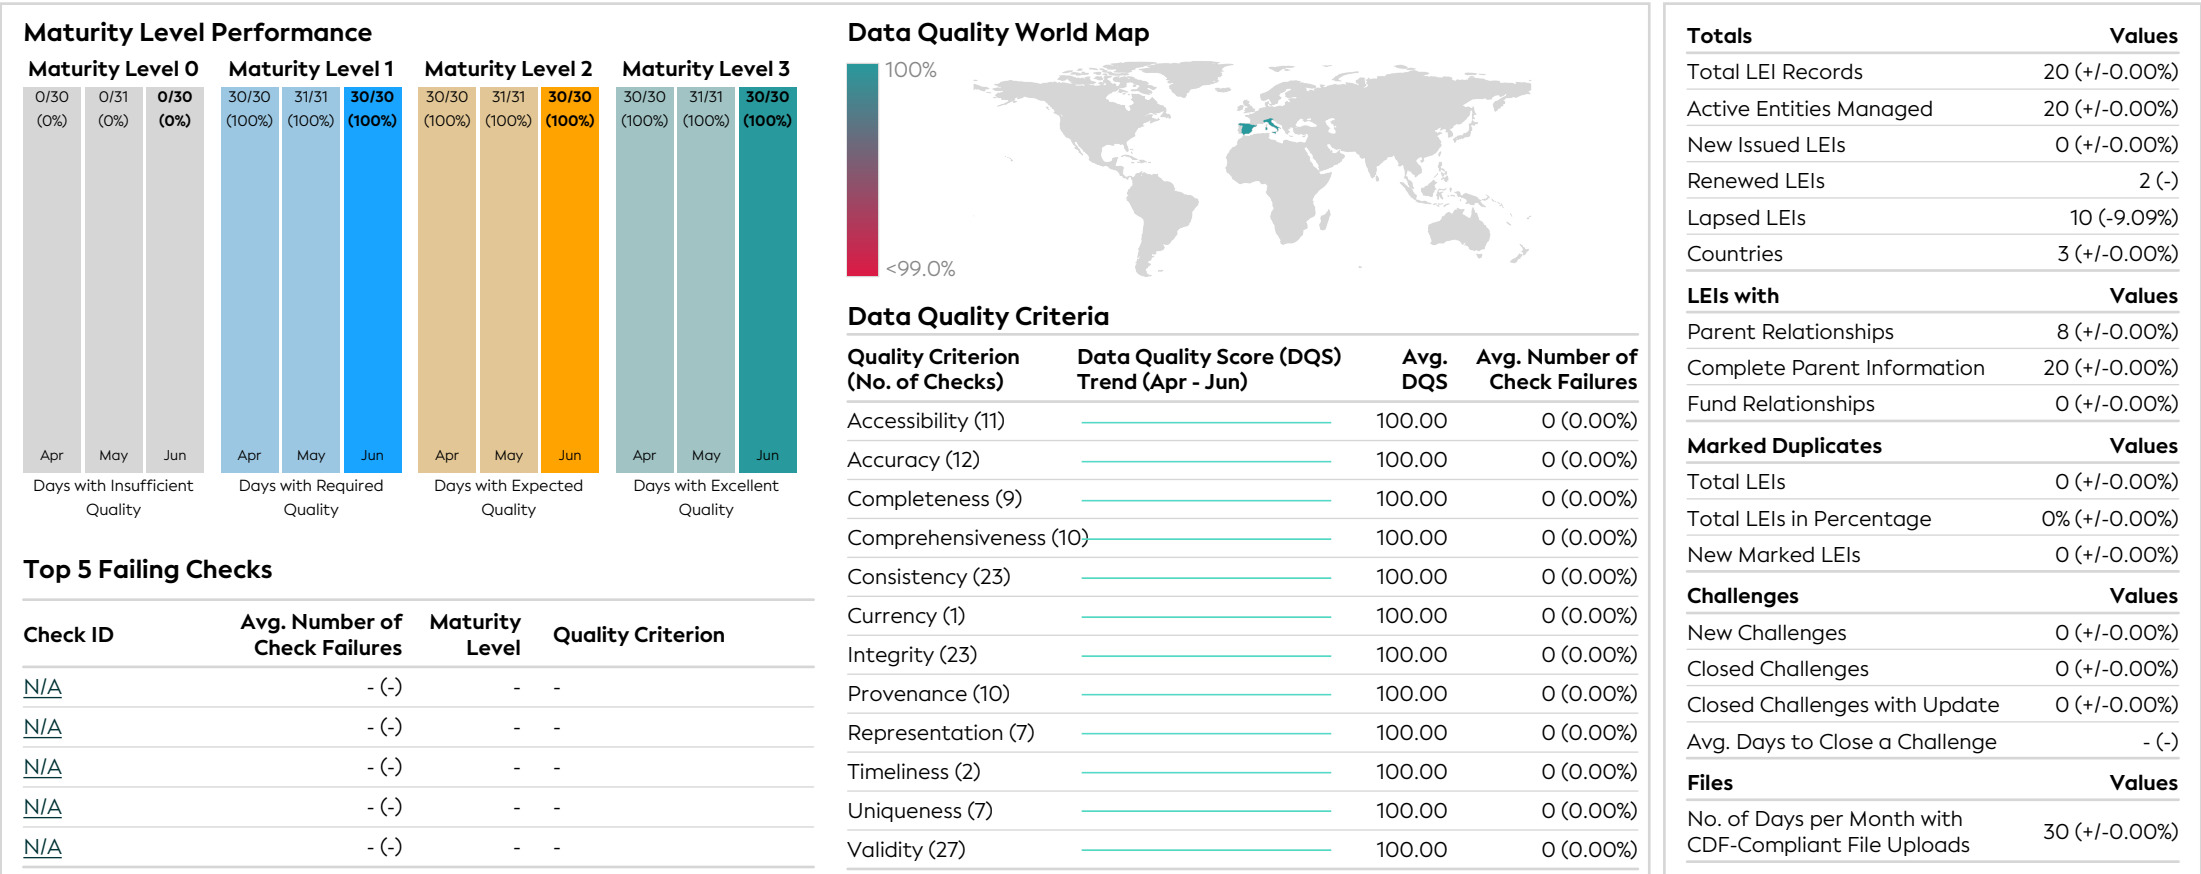 Maturity Level Performance
Maturity Level 0 Maturity Level 1 Maturity Level 2 Maturity Level 3
0/30 0/31 0/30 30/30 31/31 30/30 30/30 31/31 30/30 30/30 31/31 30/30
(0%) (0%) (0%) (100%) (100%) (100%) (100%) (100%) (100%) (100%) (100%) (100%)
Apr May Jun Apr May Jun Apr May Jun Apr May Jun
Days with Insufficient Days with Required Days with Expected Days with Excellent
Quality Quality Quality Quality
Top 5 Failing Checks
Check ID Avg. Number of Check Failures Maturity Level Quality Criterion
N/A - (-) - -
N/A - (-) - -
N/A - (-) - -
N/A - (-) - -
N/A - (-) - -
Data Quality World Map
100%
<99.0%
Data Quality Criteria
Quality Criterion Data Quality Score (DQS) Avg. Avg. Number of
(No. of Checks) Trend (Apr - Jun) DQS Check Failures
Accessibility (11) 100.00 0 (0.00%)
Accuracy (12) 100.00 0 (0.00%)
Completeness (9) 100.00 0 (0.00%)
Comprehensiveness (10) 100.00 0 (0.00%)
Consistency (23) 100.00 0 (0.00%)
Currency (1) 100.00 0 (0.00%)
Integrity (23) 100.00 0 (0.00%)
Provenance (10) 100.00 0 (0.00%)
Representation (7) 100.00 0 (0.00%)
Timeliness (2) 100.00 0 (0.00%)
Uniqueness (7) 100.00 0 (0.00%)
Validity (27) 100.00 0 (0.00%)
Totals Values
Total LEI Records 20 (+/-0.00%)
Active Entities Managed 20 (+/-0.00%)
New Issued LEIs 0 (+/-0.00%)
Renewed LEIs 2 (-)
Lapsed LEIs 10 (-9.09%)
Countries 3 (+/-0.00%)
LEIs with Values
Parent Relationships 8 (+/-0.00%)
Complete Parent Information 20 (+/-0.00%)
Fund Relationships 0 (+/-0.00%)
Marked Duplicates Values
Total LEIs 0 (+/-0.00%)
Total LEIs in Percentage 0% (+/-0.00%)
New Marked LEIs 0 (+/-0.00%)
Challenges Values
New Challenges 0 (+/-0.00%)
Closed Challenges 0 (+/-0.00%)
Closed Challenges with Update 0 (+/-0.00%)
Avg. Days to Close a Challenge - (-)
Files Values
No. of Days per Month with
CDF-Compliant File Uploads 30 (+/-0.00%)